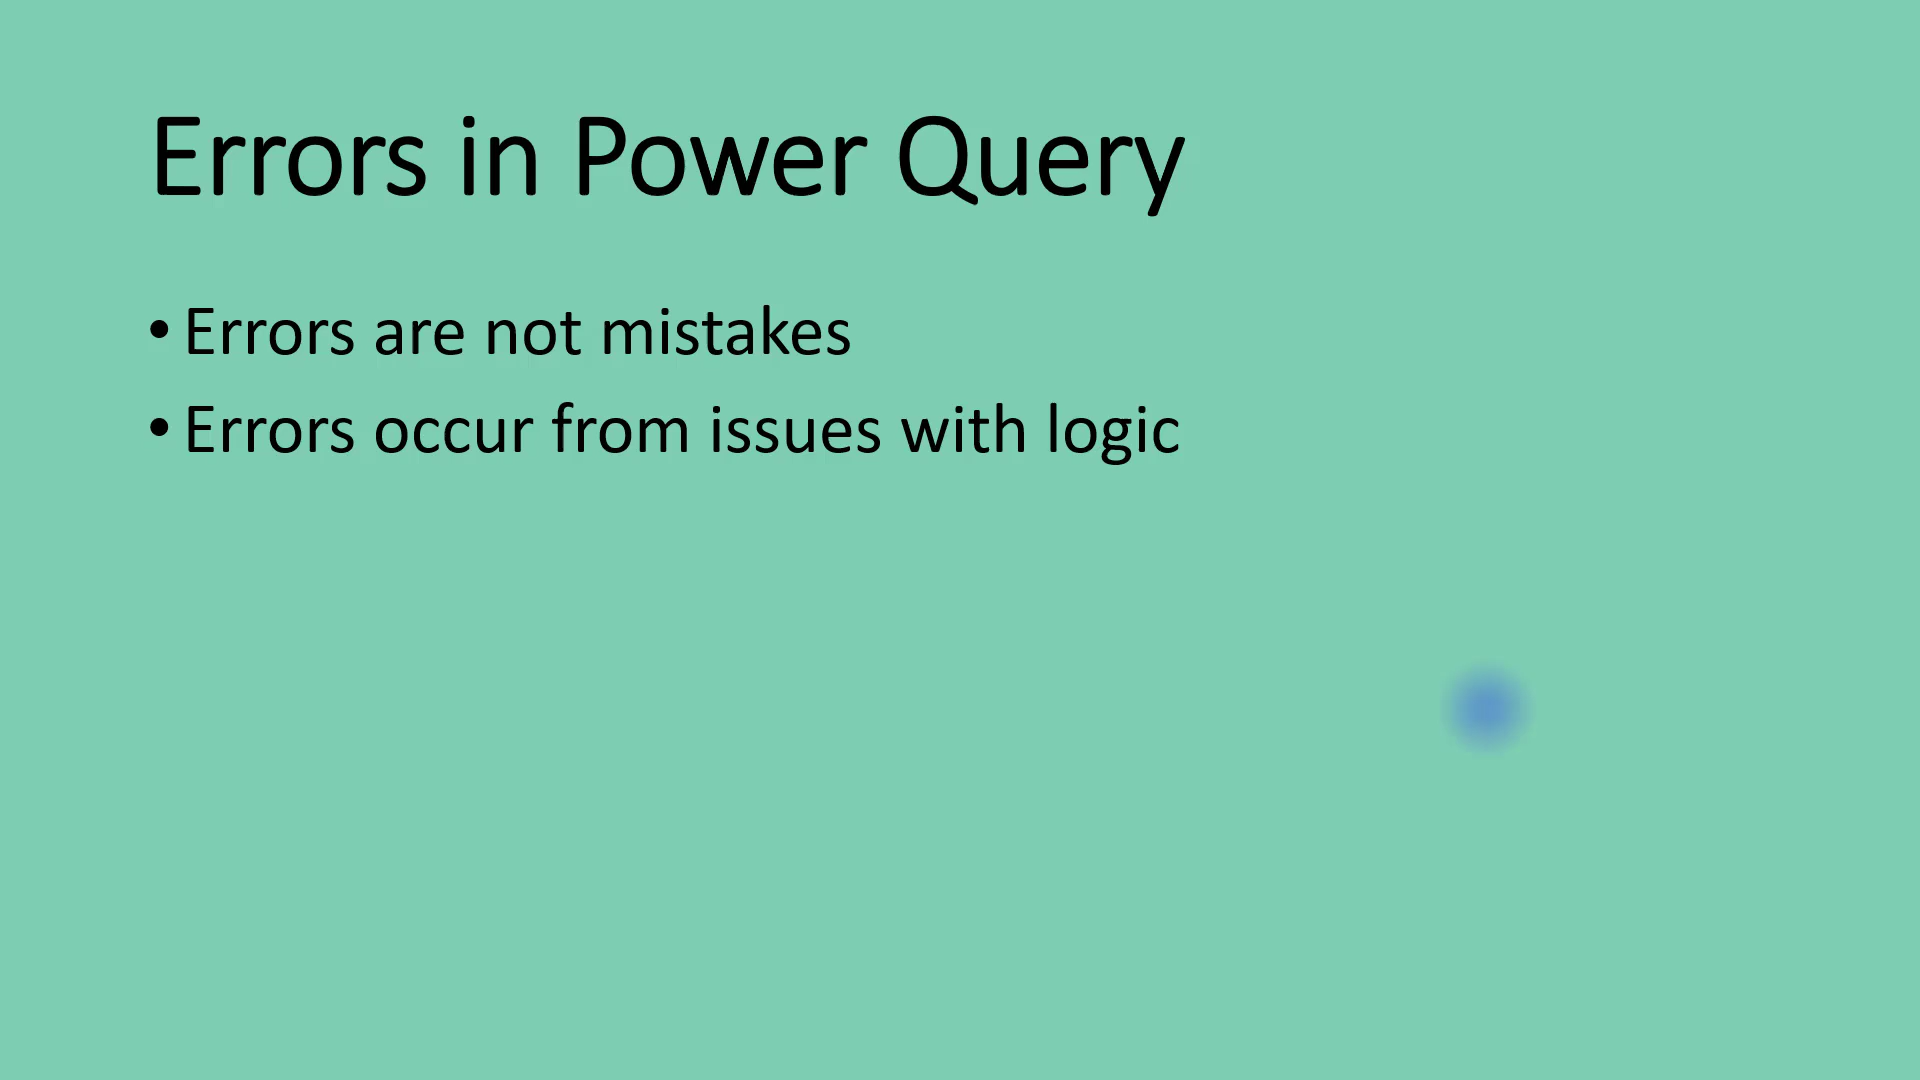 Errors in Power Query
• Errors are not mistakes
• Errors occur from issues with logic